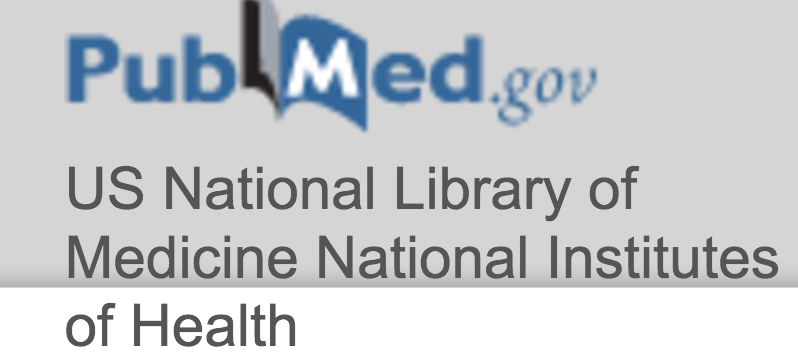 PubMed.gov
US National Library of
Medicine National Institutes
of Health